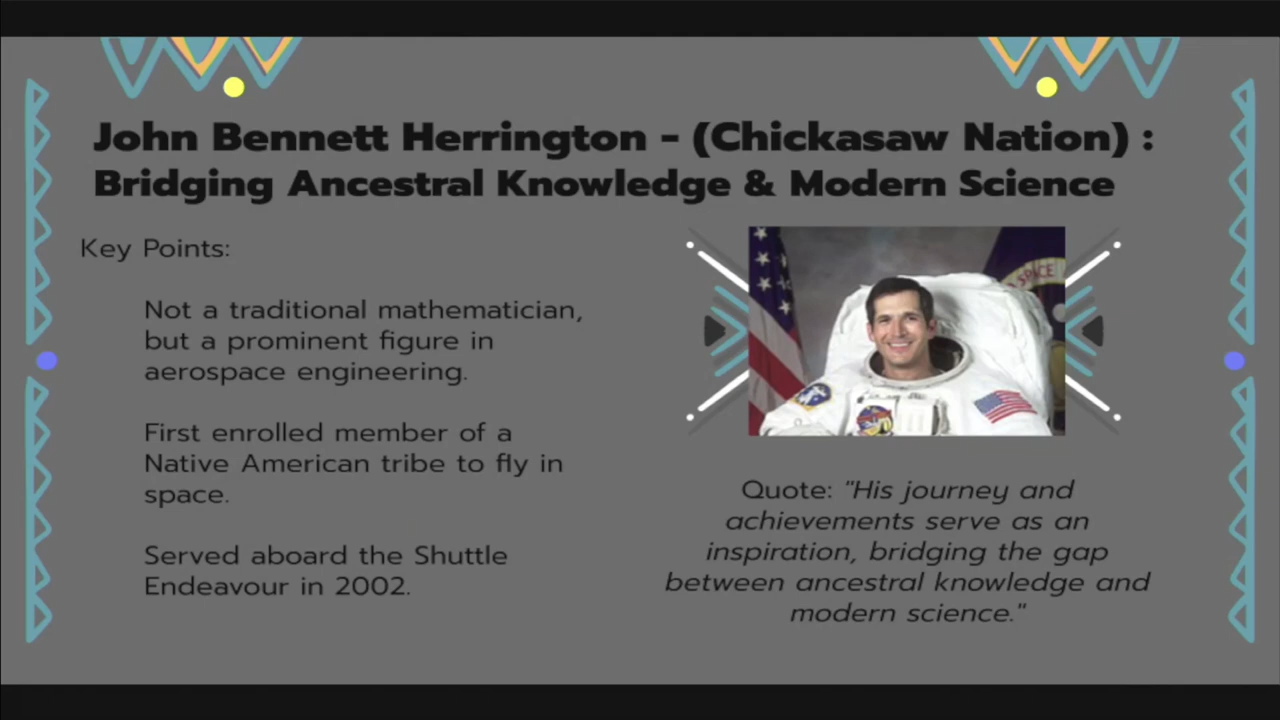 John Bennett Herrington - (Chickasaw Nation) :
Bridging Ancestral Knowledge & Modern Science
Key Points:
Not a traditional mathematician,
but a prominent figure in
aerospace engineering.
First enrolled member of a
Native American tribe to fly in
space.
Served aboard the Shuttle
Endeavour in 2002.
SPACE
Quote: "His journey and
achievements serve as an
inspiration, bridging the gap
between ancestral knowledge and
modern science."